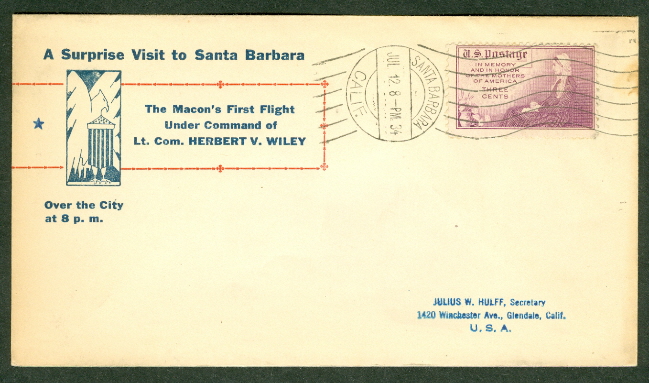 A Surprise Visit to Santa Barbara
The Macon's First Flight
Under Command of
Lt. Com. HERBERT V. WILEY
Over the City
at 8 p. m.
SANTA BARBARA
JUL 12 8-PM 34
CALIF
U.S. Postage
IN MEMORY
AND IN HONOR
OF THE MOTHERS
OF AMERICA
THREE
CENTS
JULIUS W. HULFF, Secretary
1420 Winchester Ave., Glendale, Calif.
U. S. A.